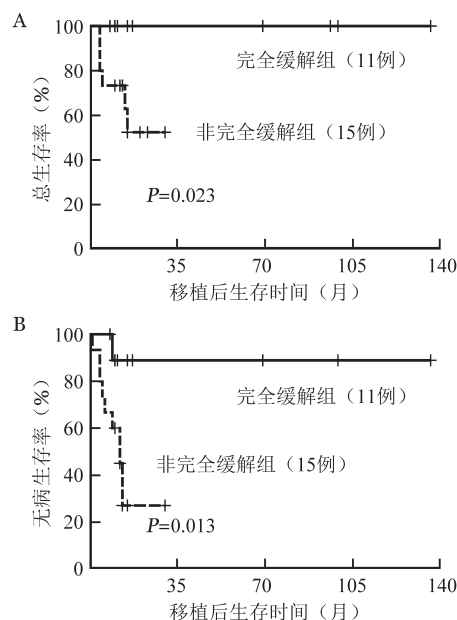 A
100
80
60
40
20
0
总生存率（%）
完全缓解组（11例）
非完全缓解组（15例）
P=0.023
35 70 105 140
移植后生存时间（月）
B
100
80
60
40
20
0
无病生存率（%）
完全缓解组（11例）
非完全缓解组（15例）
P=0.013
35 70 105 140
移植后生存时间（月）